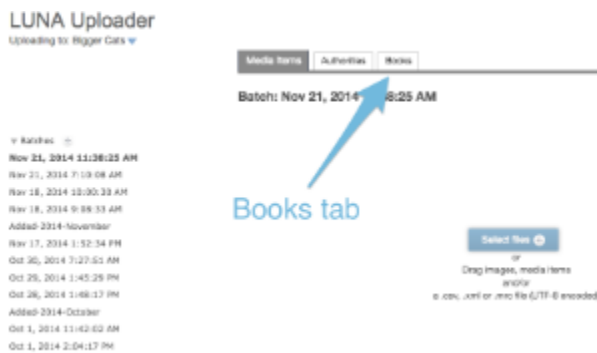 LUNA Uploader
Uploading to: Bigger Cats
Media Items
Authorities
Books
Batch: Nov 21, 2014 8:25 AM
Batches
Nov 21, 2014 11:38:25 AM
Nov 21, 2014 7:10:08 AM
Nov 18, 2014 10:00:33 AM
Nov 18, 2014 9:08:33 AM
Added-2014-November
Nov 17, 2014 1:52:34 PM
Oct 30, 2014 7:27:51 AM
Oct 29, 2014 1:45:29 PM
Oct 28, 2014 1:48:17 PM
Added-2014-October
Oct 1, 2014 11:42:02 AM
Oct 1, 2014 2:04:17 PM
Books tab
Select files
or
Drag images, media items
and/or
a .csv, .xml or .mrc file (UTF-8 encoded)